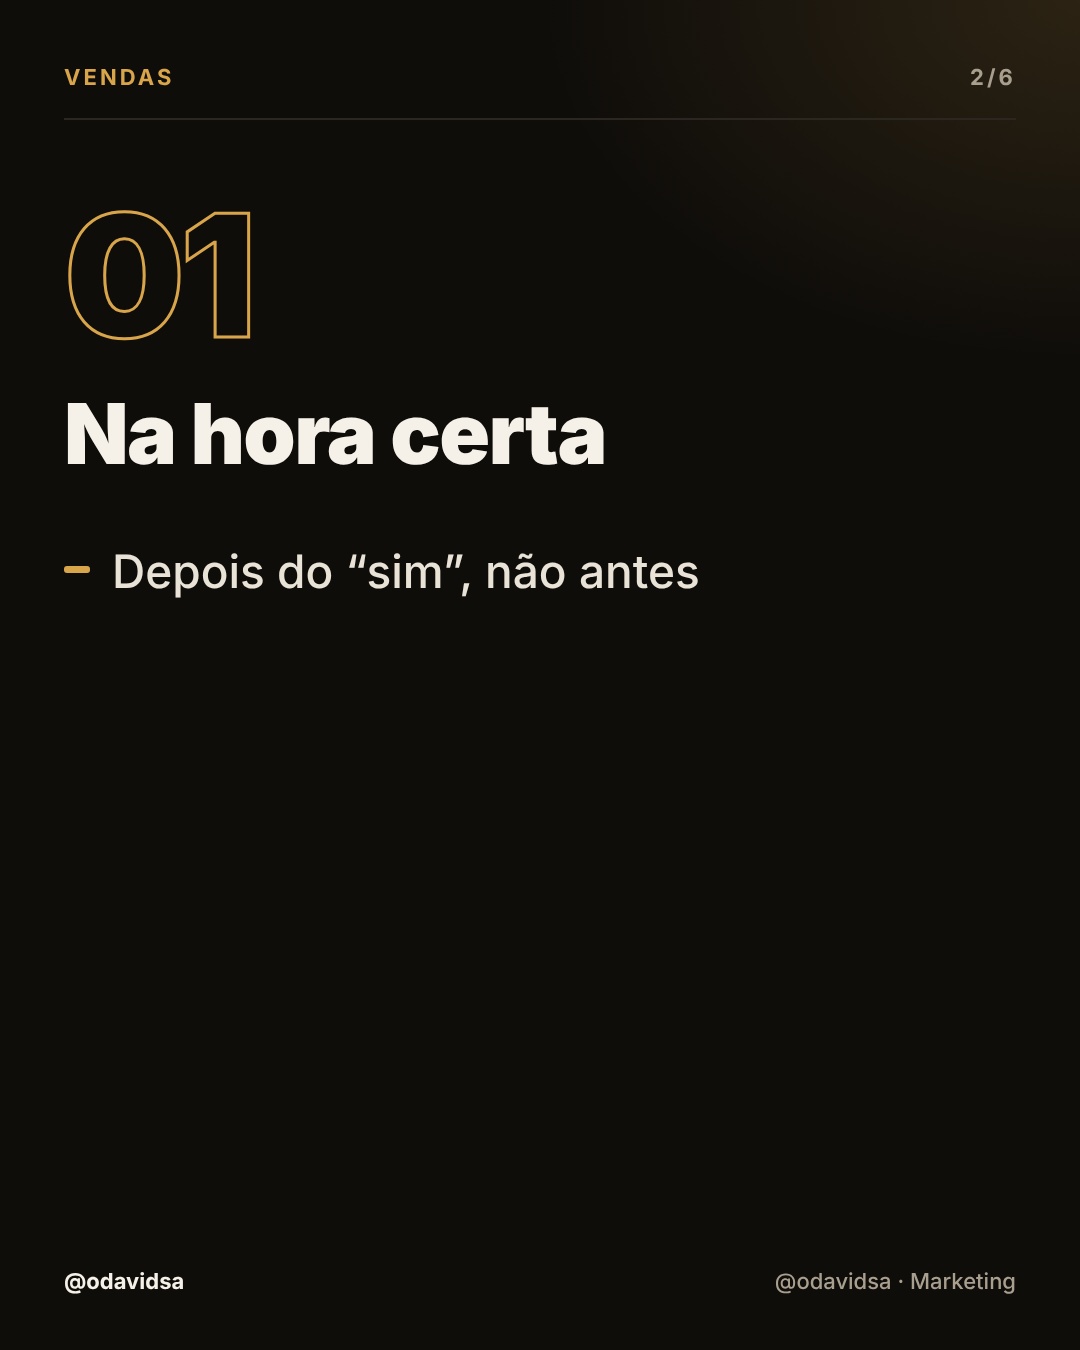 VENDAS
2/6
01
Na hora certa
Depois do “sim”, não antes
@odavidsa
@odavidsa · Marketing